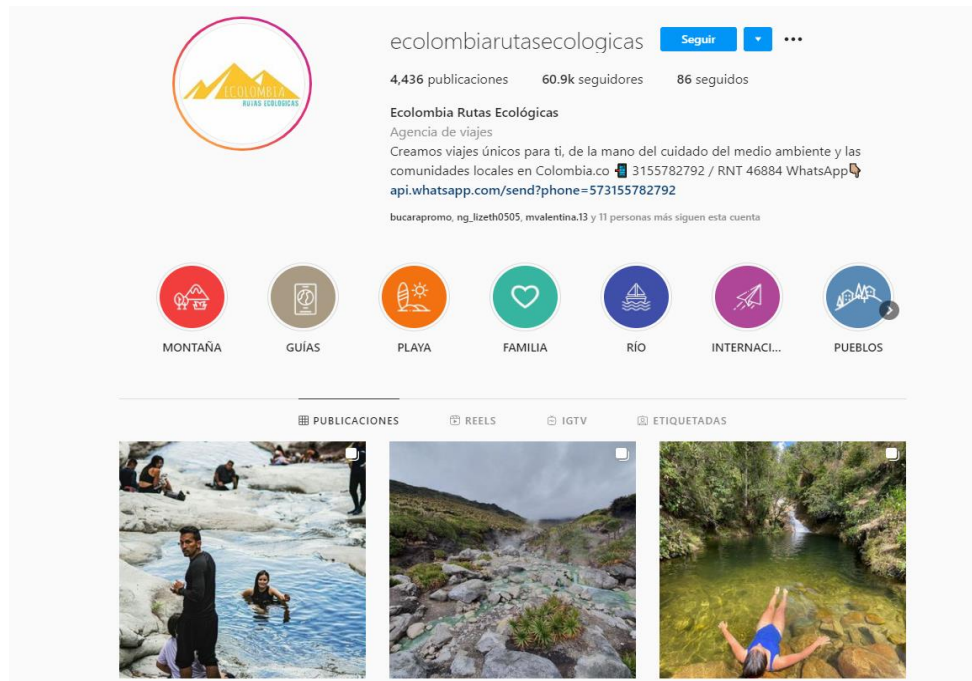 ECOLOMBIA
RUTAS ECOLÓGICAS
ecolombiarutasecologicas
Seguir
4,436 publicaciones 60.9k seguidores 86 seguidos
Ecolombia Rutas Ecológicas
Agencia de viajes
Creamos viajes únicos para ti, de la mano del cuidado del medio ambiente y las
comunidades locales en Colombia.co 📲 3155782792 / RNT 46884 WhatsApp👇🏽
api.whatsapp.com/send?phone=573155782792
bucarapromo, ng_lizeth0505, mvalentina.13 y 11 personas más siguen esta cuenta
MONTAÑA GUÍAS PLAYA FAMILIA RÍO INTERNACI... PUEBLOS
PUBLICACIONES REELS IGTV ETIQUETADAS